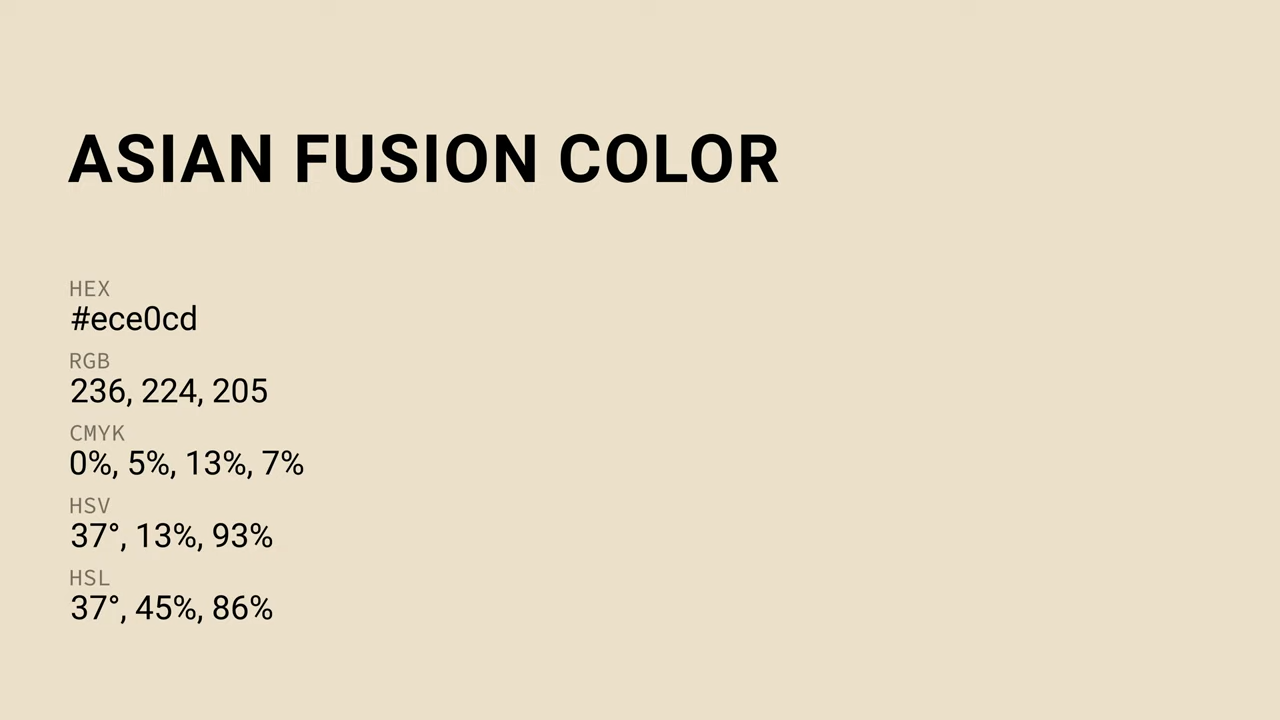 ASIAN FUSION COLOR
HEX
#ece0cd
RGB
236, 224, 205
CMYK
0%, 5%, 13%, 7%
HSV
37°, 13%, 93%
HSL
37°, 45%, 86%